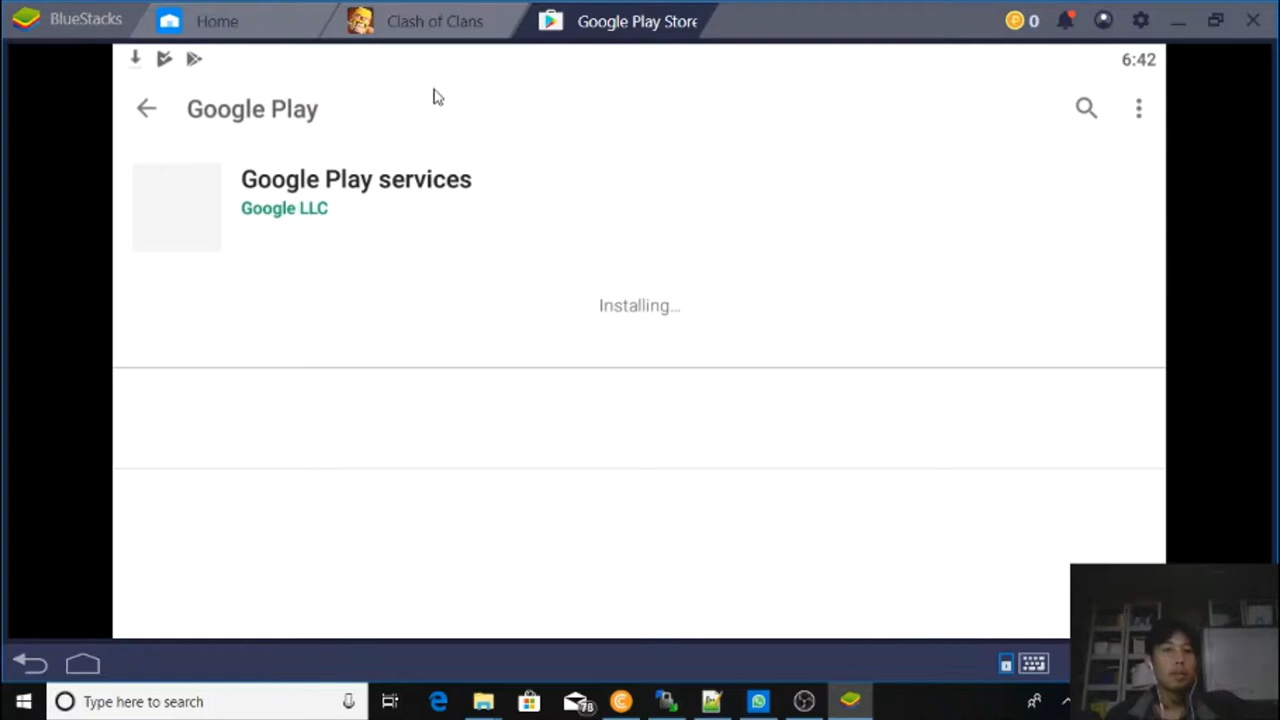 BlueStacks
Home
Clash of Clans
Google Play Store
0
6:42
Google Play
Google Play services
Google LLC
Installing...
Type here to search
78